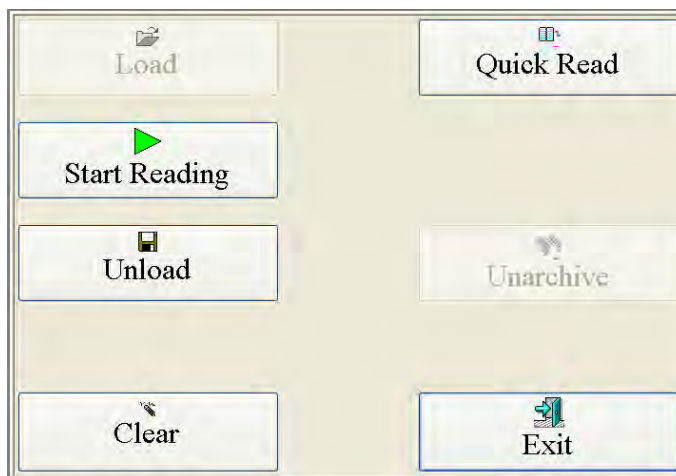 Load
Quick Read
Start Reading
Unload
Unarchive
Clear
Exit